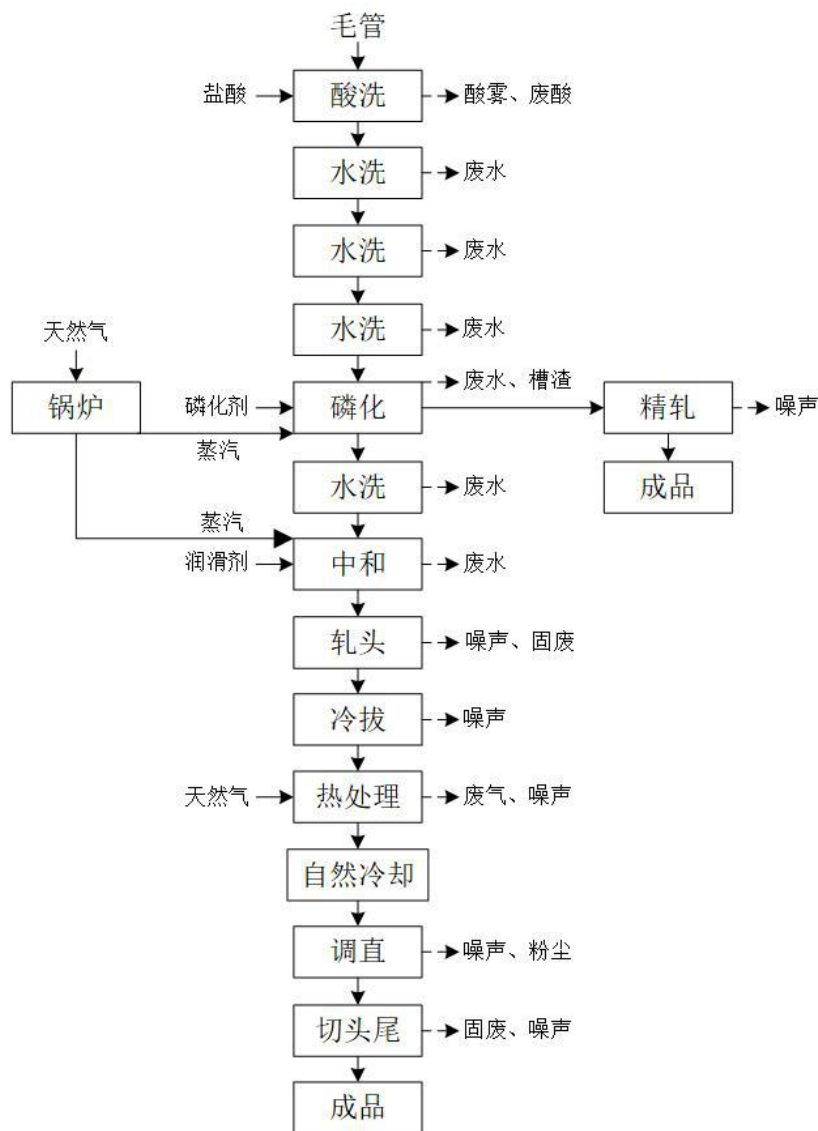 毛管
盐酸 酸洗 酸雾、废酸
水洗 废水
水洗 废水
水洗 废水
天然气
废水、槽渣
锅炉 磷化剂 磷化 精轧 噪声
蒸汽
水洗 废水 成品
蒸汽
润滑剂 中和 废水
轧头 噪声、固废
冷拔 噪声
天然气 热处理 废气、噪声
自然冷却
调直 噪声、粉尘
切头尾 固废、噪声
成品